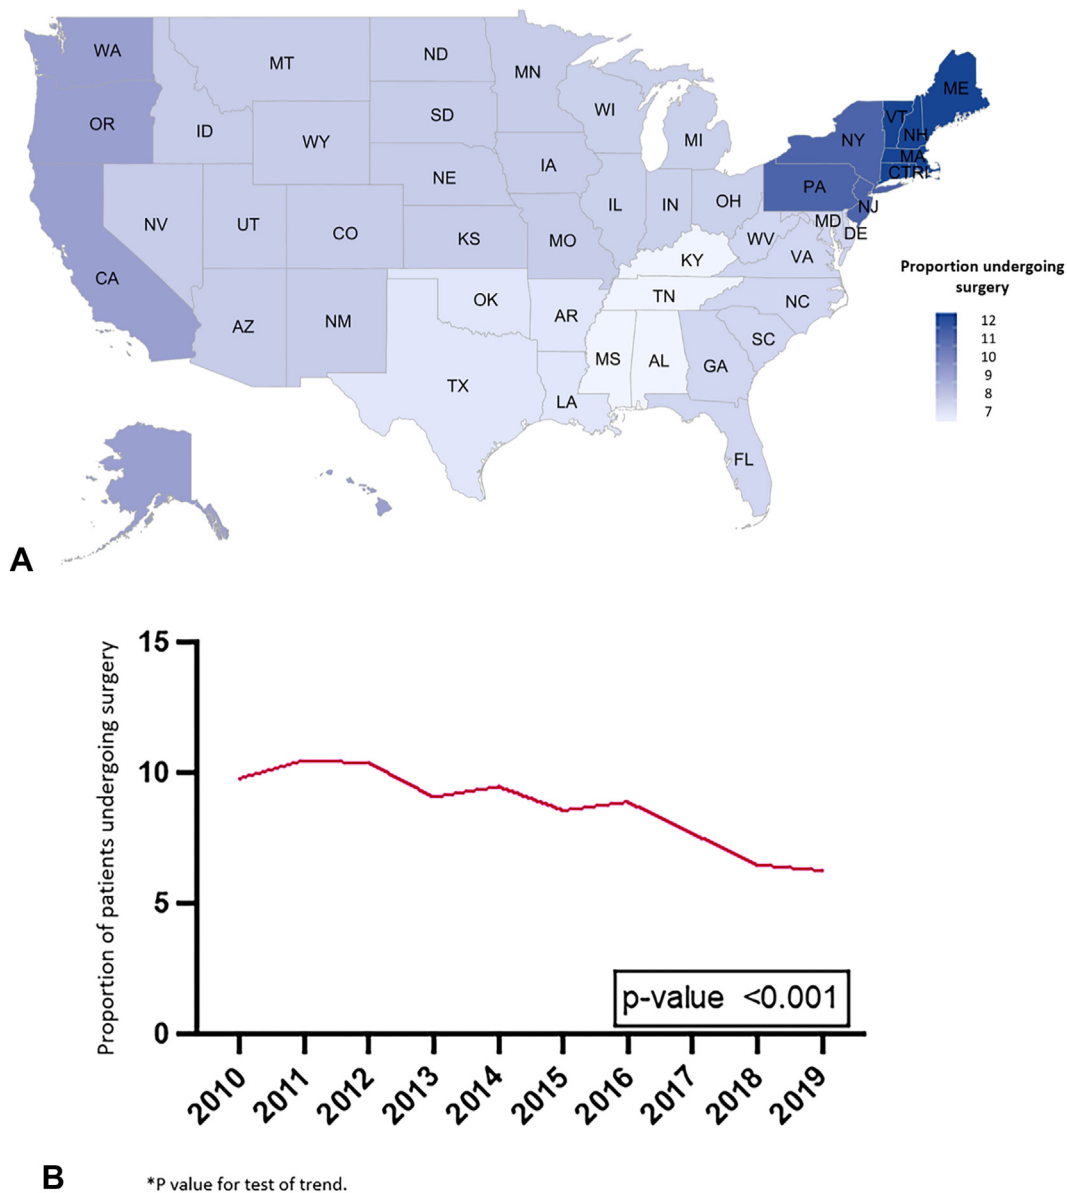 WA
MT
ND
MN
ME
OR
ID
WY
SD
WI
MI
NY
VT
NH
MA
CTRI
NV
UT
CO
NE
IA
IL
IN
OH
PA
NJ
MD
DE
WV
VA
KS
MO
KY
CA
AZ
NM
OK
AR
TN
NC
SC
MS
AL
GA
TX
LA
FL
Proportion undergoing
surgery
12
11
10
9
8
7
A
Proportion of patients undergoing surgery
15
10
5
0
p-value <0.001
2010
2011
2012
2013
2014
2015
2016
2017
2018
2019
B
*P value for test of trend.